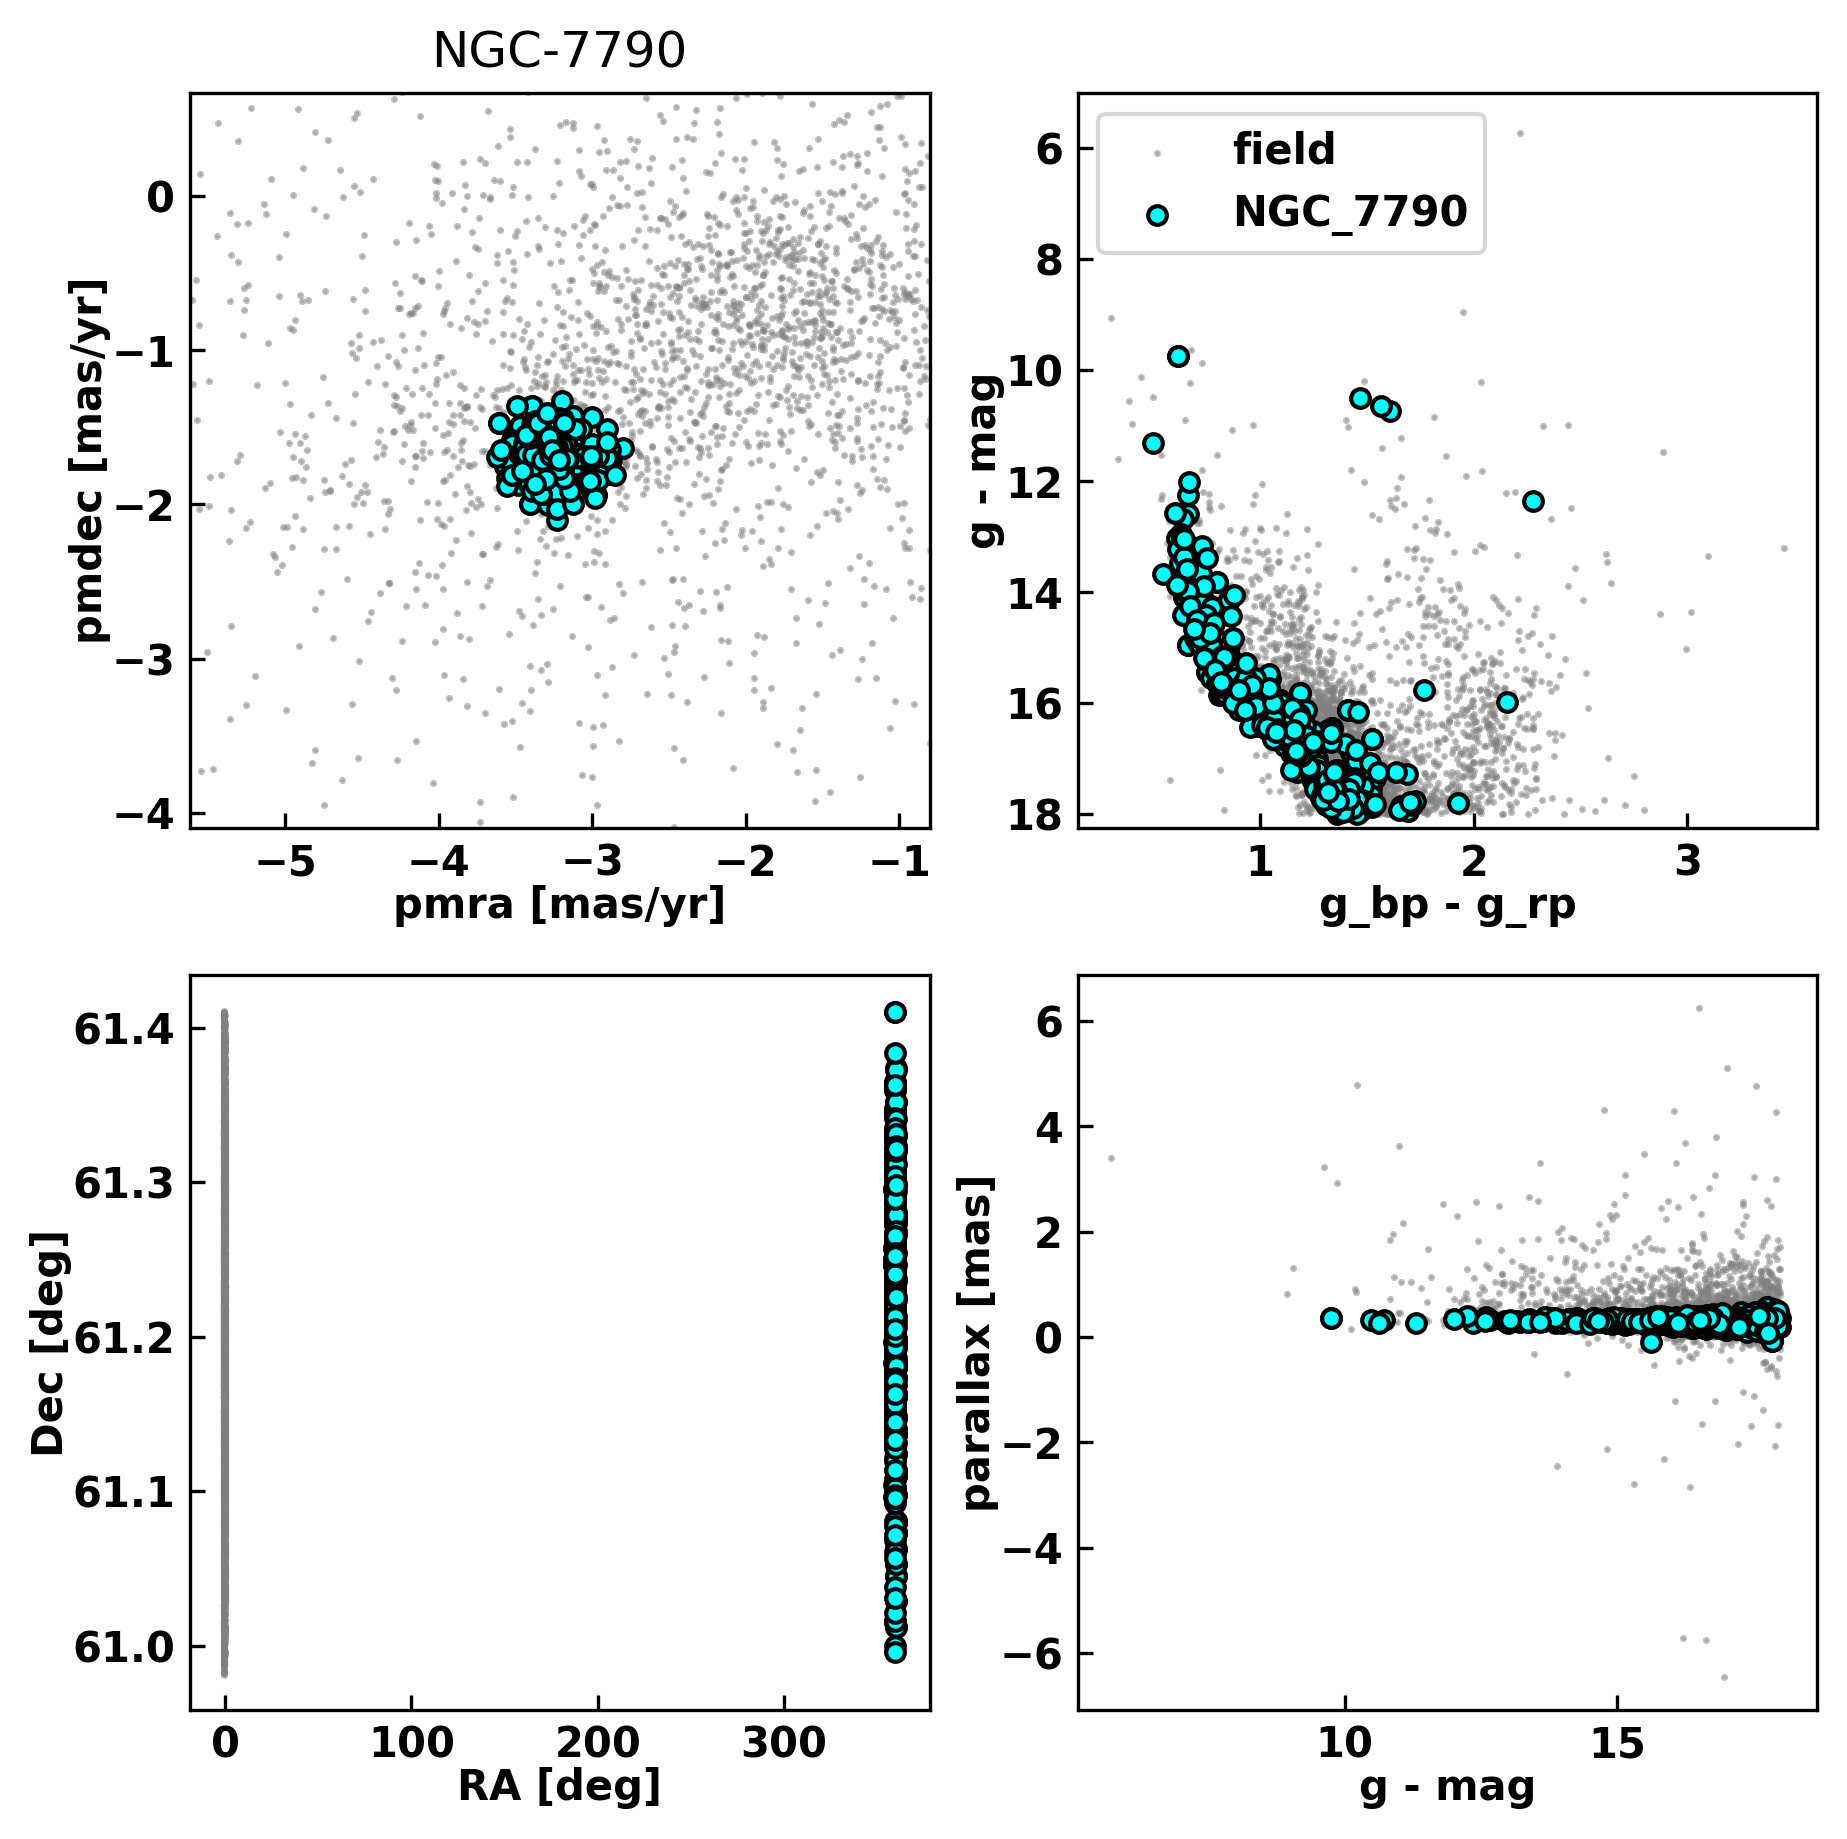 NGC-7790
0
−1
−2
−3
−4
pmdec [mas/yr]
−5 −4 −3 −2 −1
pmra [mas/yr]
field
NGC_7790
6
8
10
12
14
16
18
g - mag
1 2 3
g_bp - g_rp
61.4
61.3
61.2
61.1
61.0
Dec [deg]
0 100 200 300
RA [deg]
6
4
2
0
−2
−4
−6
parallax [mas]
10 15
g - mag